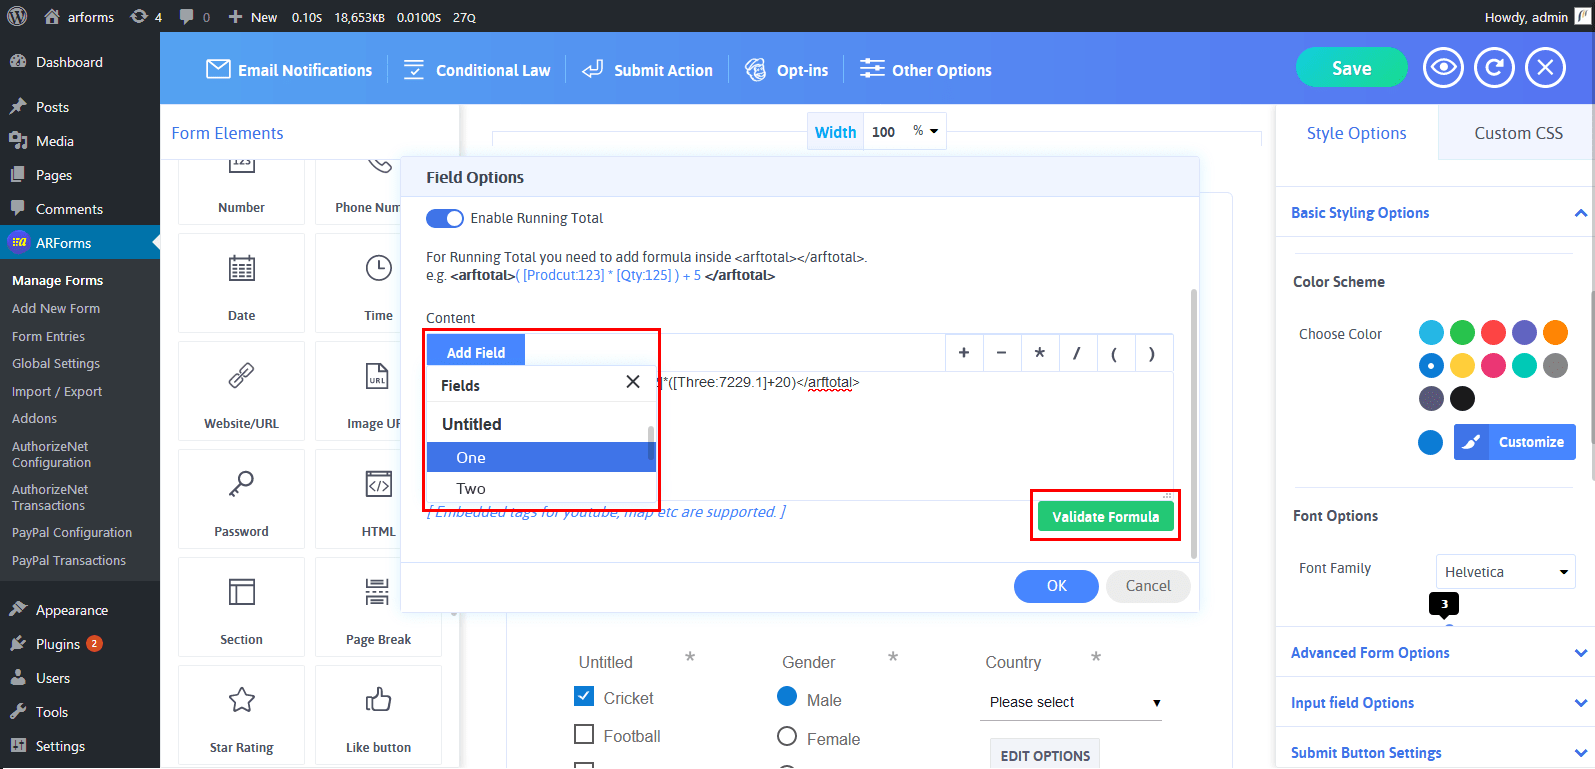 arforms
4
0
New
0.10s
18,653KB
0.0100s
27Q
Howdy, admin
Dashboard
Posts
Media
Pages
Comments
ARForms
Manage Forms
Add New Form
Form Entries
Global Settings
Import / Export
Addons
AuthorizeNet
Configuration
AuthorizeNet
Transactions
PayPal Configuration
PayPal Transactions
Appearance
Plugins 2
Users
Tools
Settings
Email Notifications
Conditional Law
Submit Action
Opt-ins
Other Options
Save
Form Elements
Number
Phone Num
Date
Time
Website/URL
URL
Image UR
Password
HTML
Section
Page Break
Star Rating
Like button
Width 100 %
Field Options
Enable Running Total
For Running Total you need to add formula inside <arftotal></arftotal>.
e.g. <arftotal>( [Prodcut:123] * [Qty:125] ) + 5 </arftotal>
Content
Add Field
+ − * / ( )
]*([Three:7229.1]+20)</arftotal>
Fields
Untitled
One
Two
[ Embedded tags for youtube, map etc are supported. ]
Validate Formula
OK
Cancel
Untitled *
Cricket
Football
Gender *
Male
Female
Country *
Please select
EDIT OPTIONS
Style Options
Custom CSS
Basic Styling Options
Color Scheme
Choose Color
Customize
Font Options
Font Family
Helvetica
3
Advanced Form Options
Input field Options
Submit Button Settings